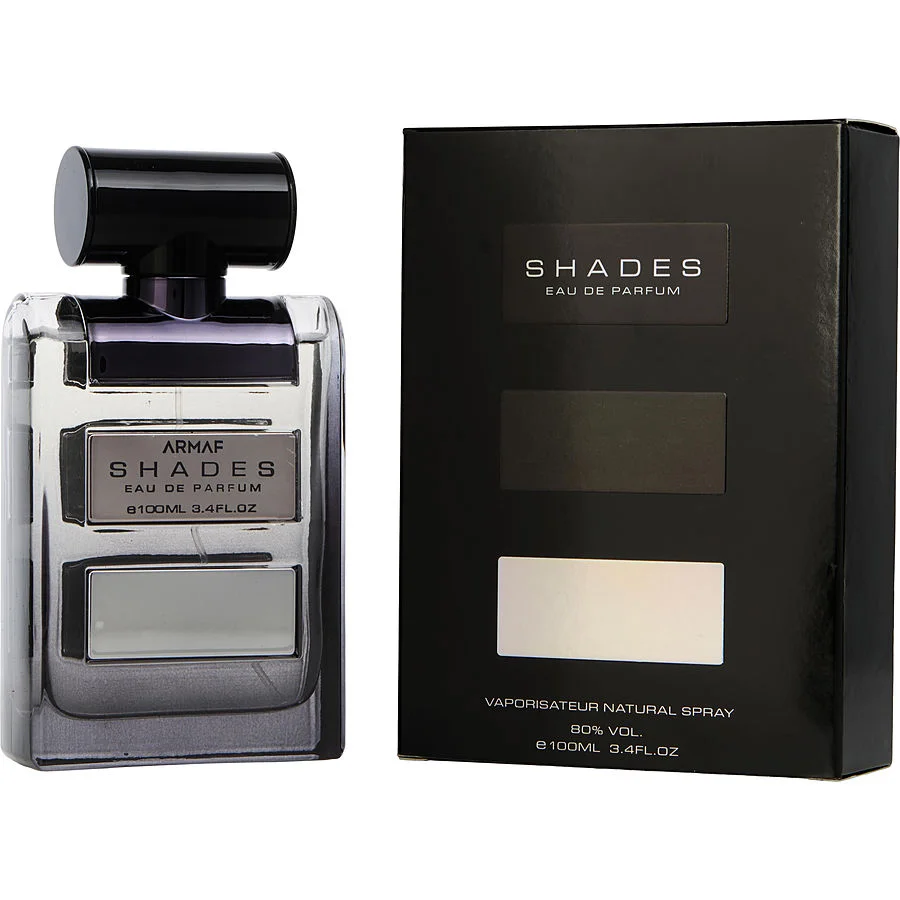 ARMAF
SHADES
EAU DE PARFUM
℮100ML 3.4FL.OZ
SHADES
EAU DE PARFUM
VAPORISATEUR NATURAL SPRAY
80% VOL.
℮100ML 3.4FL.OZ